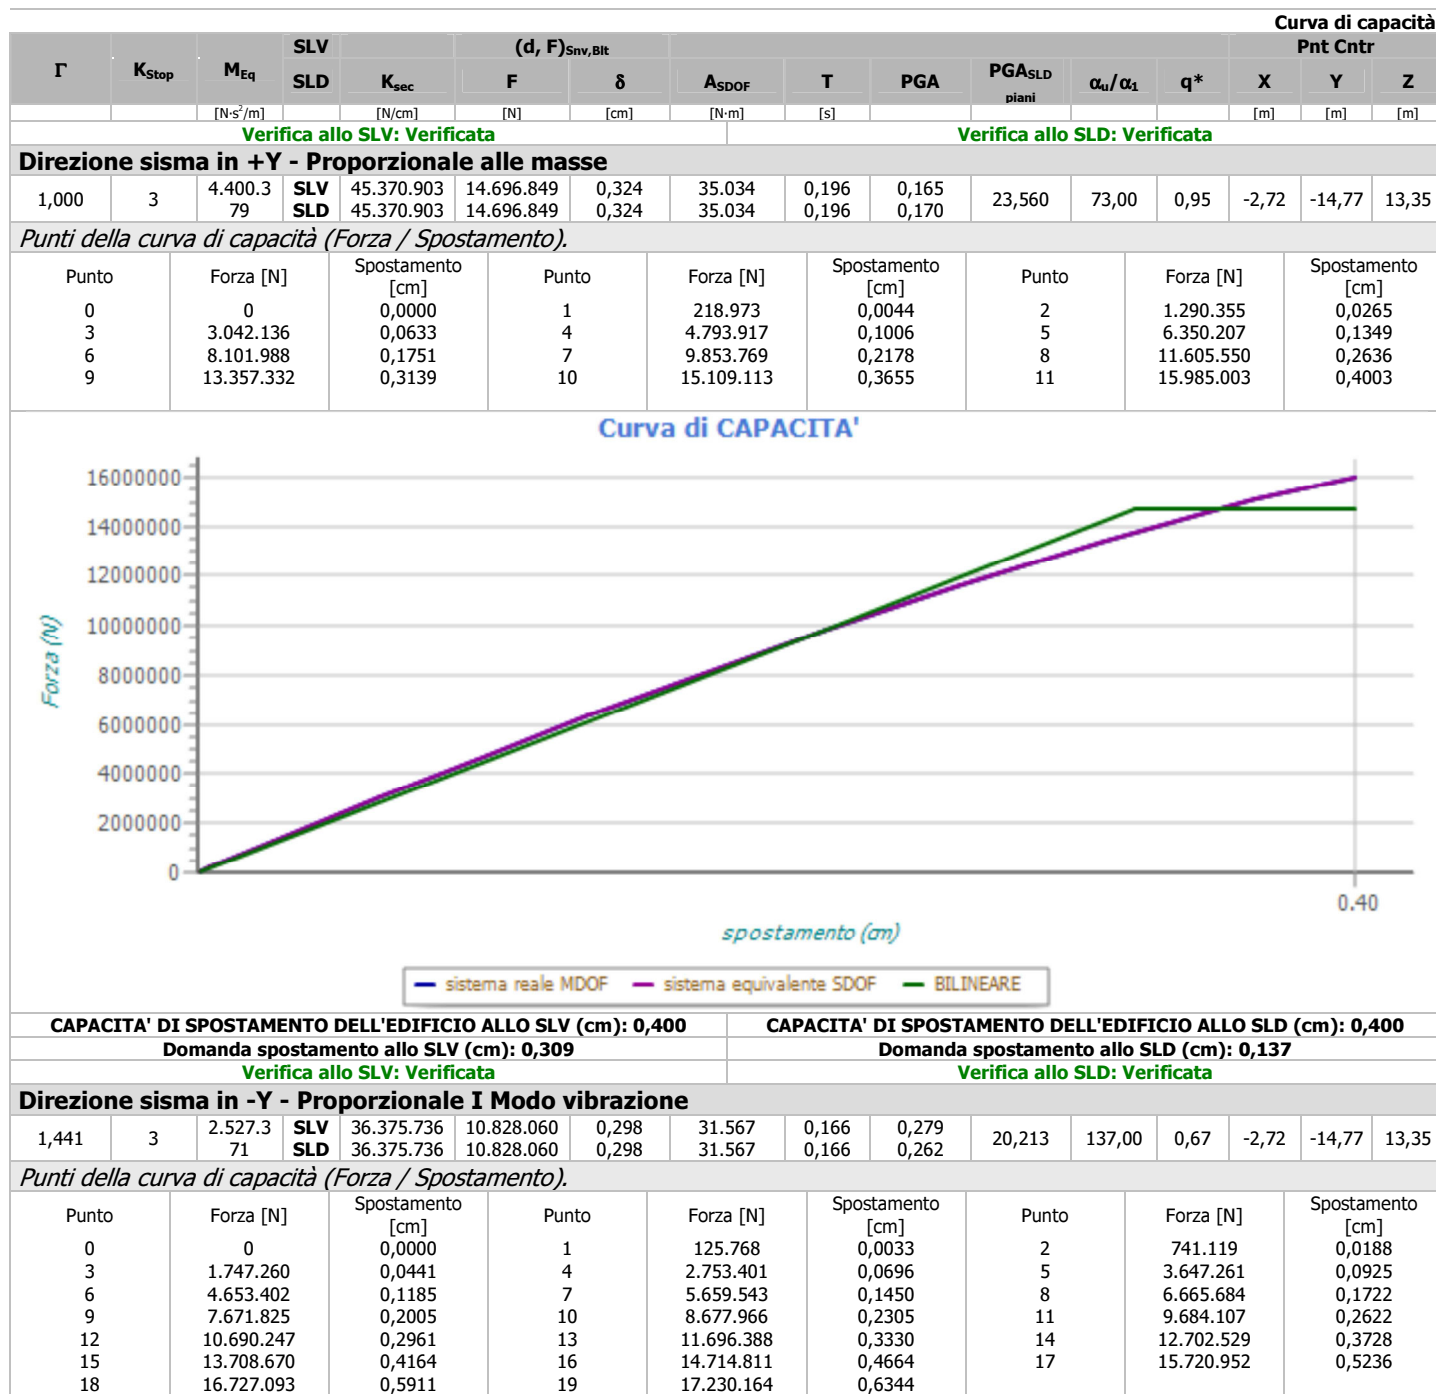 Curva di capacità
Γ K_Stop M_Eq SLV (d, F)_Snv,Blt Pnt Cntr
SLD K_sec F δ A_SDOF T PGA PGA_SLD piani α_u/α_1 q* X Y Z
[N·s²/m] [N/cm] [N] [cm] [N·m] [s] [m] [m] [m]
Verifica allo SLV: Verificata Verifica allo SLD: Verificata
Direzione sisma in +Y - Proporzionale alle masse
1,000 3 4.400.379 SLV 45.370.903 14.696.849 0,324 35.034 0,196 0,165 23,560 73,00 0,95 -2,72 -14,77 13,35
SLD 45.370.903 14.696.849 0,324 35.034 0,196 0,170
Punti della curva di capacità (Forza / Spostamento).
Punto Forza [N] Spostamento [cm] Punto Forza [N] Spostamento [cm] Punto Forza [N] Spostamento [cm]
0 0 0,0000 1 218.973 0,0044 2 1.290.355 0,0265
3 3.042.136 0,0633 4 4.793.917 0,1006 5 6.350.207 0,1349
6 8.101.988 0,1751 7 9.853.769 0,2178 8 11.605.550 0,2636
9 13.357.332 0,3139 10 15.109.113 0,3655 11 15.985.003 0,4003
Curva di CAPACITA'
16000000
14000000
12000000
10000000
8000000
6000000
4000000
2000000
0
Forza (N)
0.40
spostamento (cm)
sistema reale MDOF sistema equivalente SDOF BILINEARE
CAPACITA' DI SPOSTAMENTO DELL'EDIFICIO ALLO SLV (cm): 0,400 CAPACITA' DI SPOSTAMENTO DELL'EDIFICIO ALLO SLD (cm): 0,400
Domanda spostamento allo SLV (cm): 0,309 Domanda spostamento allo SLD (cm): 0,137
Verifica allo SLV: Verificata Verifica allo SLD: Verificata
Direzione sisma in -Y - Proporzionale I Modo vibrazione
1,441 3 2.527.371 SLV 36.375.736 10.828.060 0,298 31.567 0,166 0,279 20,213 137,00 0,67 -2,72 -14,77 13,35
SLD 36.375.736 10.828.060 0,298 31.567 0,166 0,262
Punti della curva di capacità (Forza / Spostamento).
Punto Forza [N] Spostamento [cm] Punto Forza [N] Spostamento [cm] Punto Forza [N] Spostamento [cm]
0 0 0,0000 1 125.768 0,0033 2 741.119 0,0188
3 1.747.260 0,0441 4 2.753.401 0,0696 5 3.647.261 0,0925
6 4.653.402 0,1185 7 5.659.543 0,1450 8 6.665.684 0,1722
9 7.671.825 0,2005 10 8.677.966 0,2305 11 9.684.107 0,2622
12 10.690.247 0,2961 13 11.696.388 0,3330 14 12.702.529 0,3728
15 13.708.670 0,4164 16 14.714.811 0,4664 17 15.720.952 0,5236
18 16.727.093 0,5911 19 17.230.164 0,6344